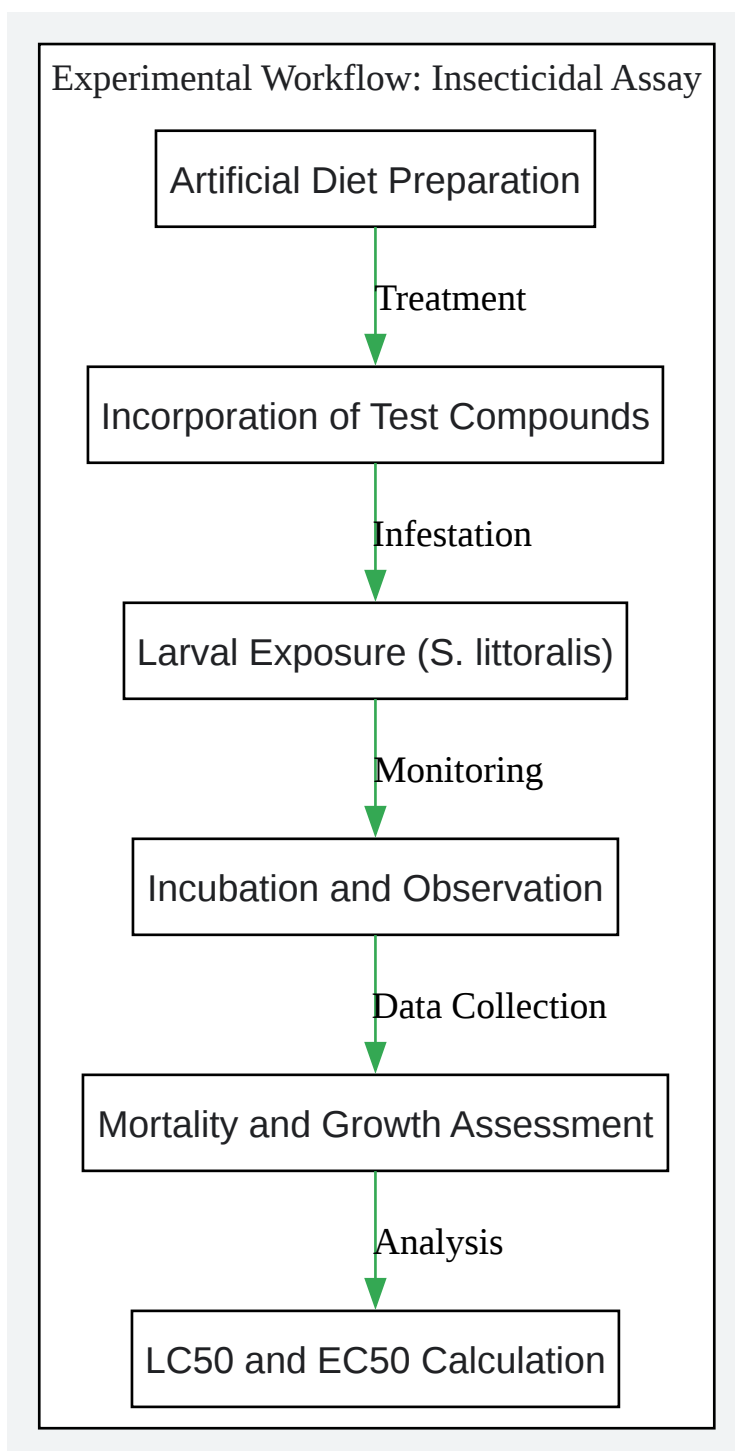 Experimental Workflow: Insecticidal Assay
Artificial Diet Preparation
Treatment
Incorporation of Test Compounds
Infestation
Larval Exposure (S. littoralis)
Monitoring
Incubation and Observation
Data Collection
Mortality and Growth Assessment
Analysis
LC50 and EC50 Calculation